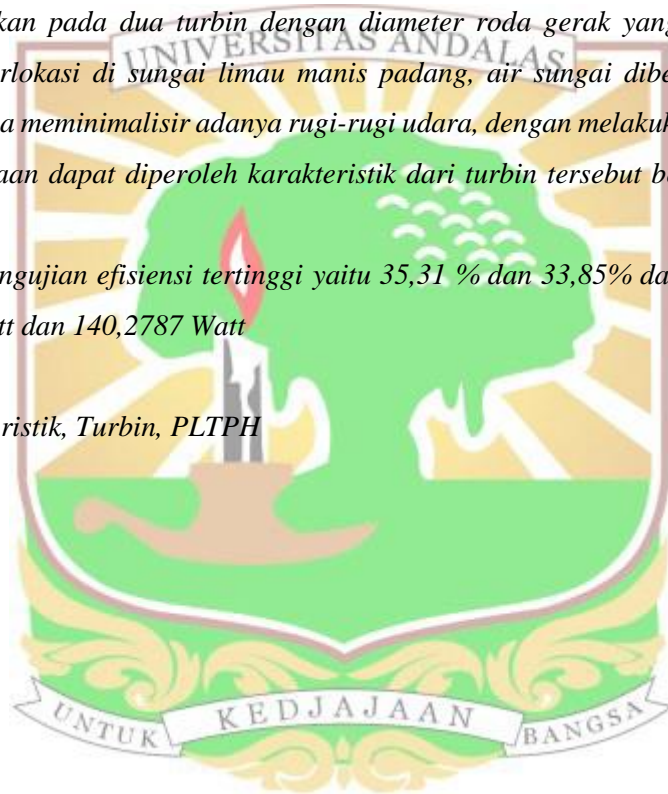 kan pada dua turbin dengan diameter roda gerak yang
UNIVERSITAS ANDALAS
rlokasi di sungai limau manis padang, air sungai dibe
a meminimalisir adanya rugi-rugi udara, dengan melakuk
aan dapat diperoleh karakteristik dari turbin tersebut b
ngujian efisiensi tertinggi yaitu 35,31 % dan 33,85% da
tt dan 140,2787 Watt
ristik, Turbin, PLTPH
UNTUK KEDJAJAAN BANGSA